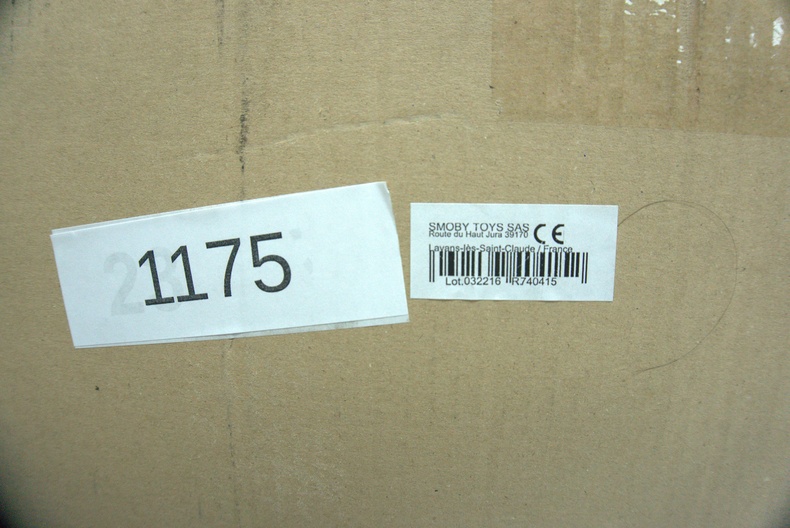 1175
SMOBY TOYS SAS CE
Route du Haut Jura 39170
Lavans-lès-Saint-Claude / France
Lot.032216 R740415